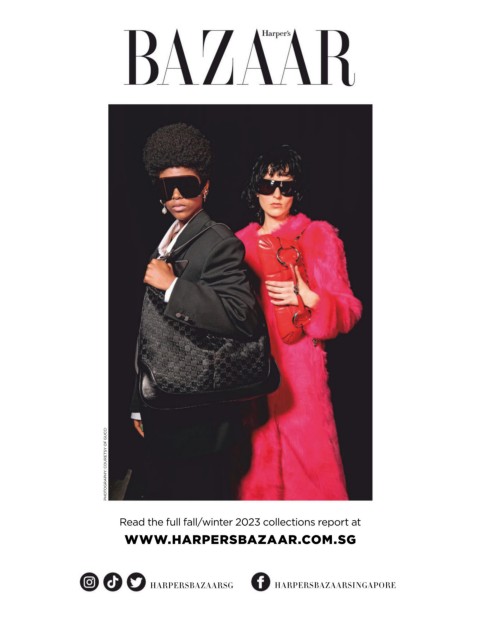 Harper's
BAZAAR
PHOTOGRAPHY COURTESY OF GUCCI
Read the full fall/winter 2023 collections report at
WWW.HARPERSBAZAAR.COM.SG
HARPERSBAZAARSG
HARPERSBAZAARSINGAPORE